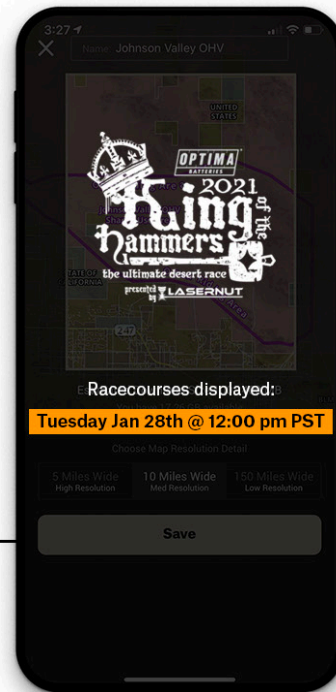 3:27
Name: Johnson Valley OHV
UNITED
STATES
OPTIMA
BATTERIES
2021
King
of the
hammers
the ultimate desert race
presented
by LASERNUT
247
Racecourses displayed:
Tuesday Jan 28th @ 12:00 pm PST
Choose Map Resolution Detail
5 Miles Wide
High Resolution
10 Miles Wide
Med Resolution
150 Miles Wide
Low Resolution
Save